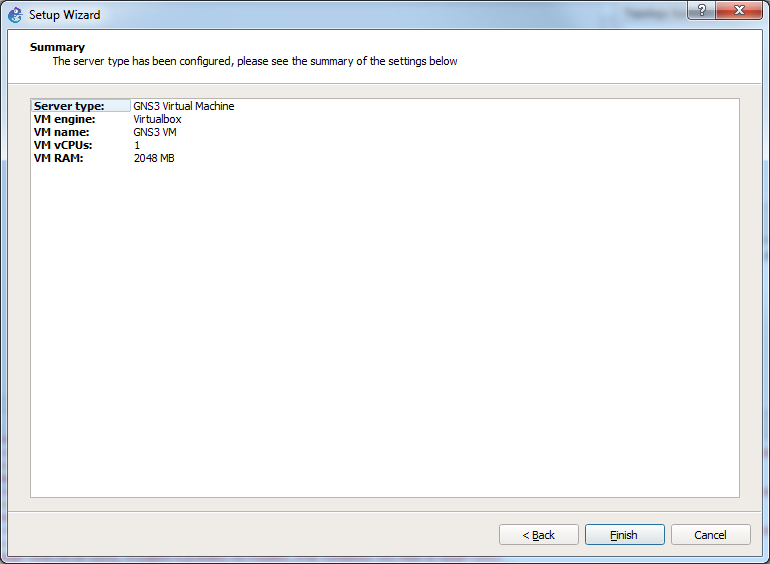 Setup Wizard
Summary
The server type has been configured, please see the summary of the settings below
Server type: GNS3 Virtual Machine
VM engine: Virtualbox
VM name: GNS3 VM
VM vCPUs: 1
VM RAM: 2048 MB
< Back Finish Cancel